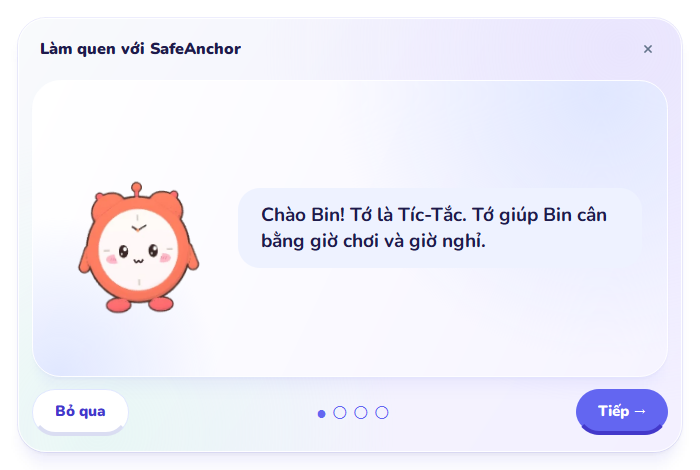 Làm quen với SafeAnchor
×
Chào Bin! Tớ là Tíc-Tắc. Tớ giúp Bin cân
bằng giờ chơi và giờ nghỉ.
Bỏ qua
Tiếp →